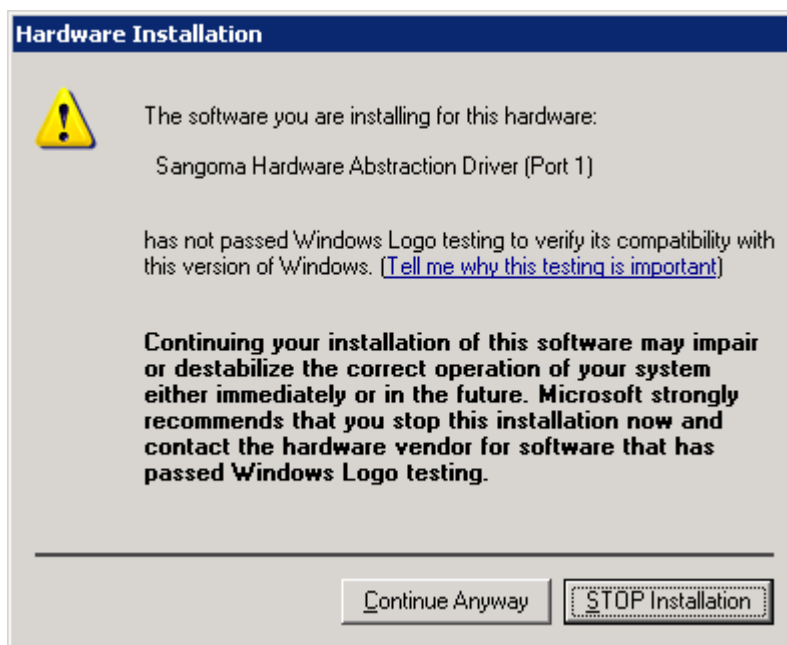 Hardware Installation
The software you are installing for this hardware:
Sangoma Hardware Abstraction Driver (Port 1)
has not passed Windows Logo testing to verify its compatibility with
this version of Windows. (Tell me why this testing is important)
Continuing your installation of this software may impair
or destabilize the correct operation of your system
either immediately or in the future. Microsoft strongly
recommends that you stop this installation now and
contact the hardware vendor for software that has
passed Windows Logo testing.
Continue Anyway
STOP Installation